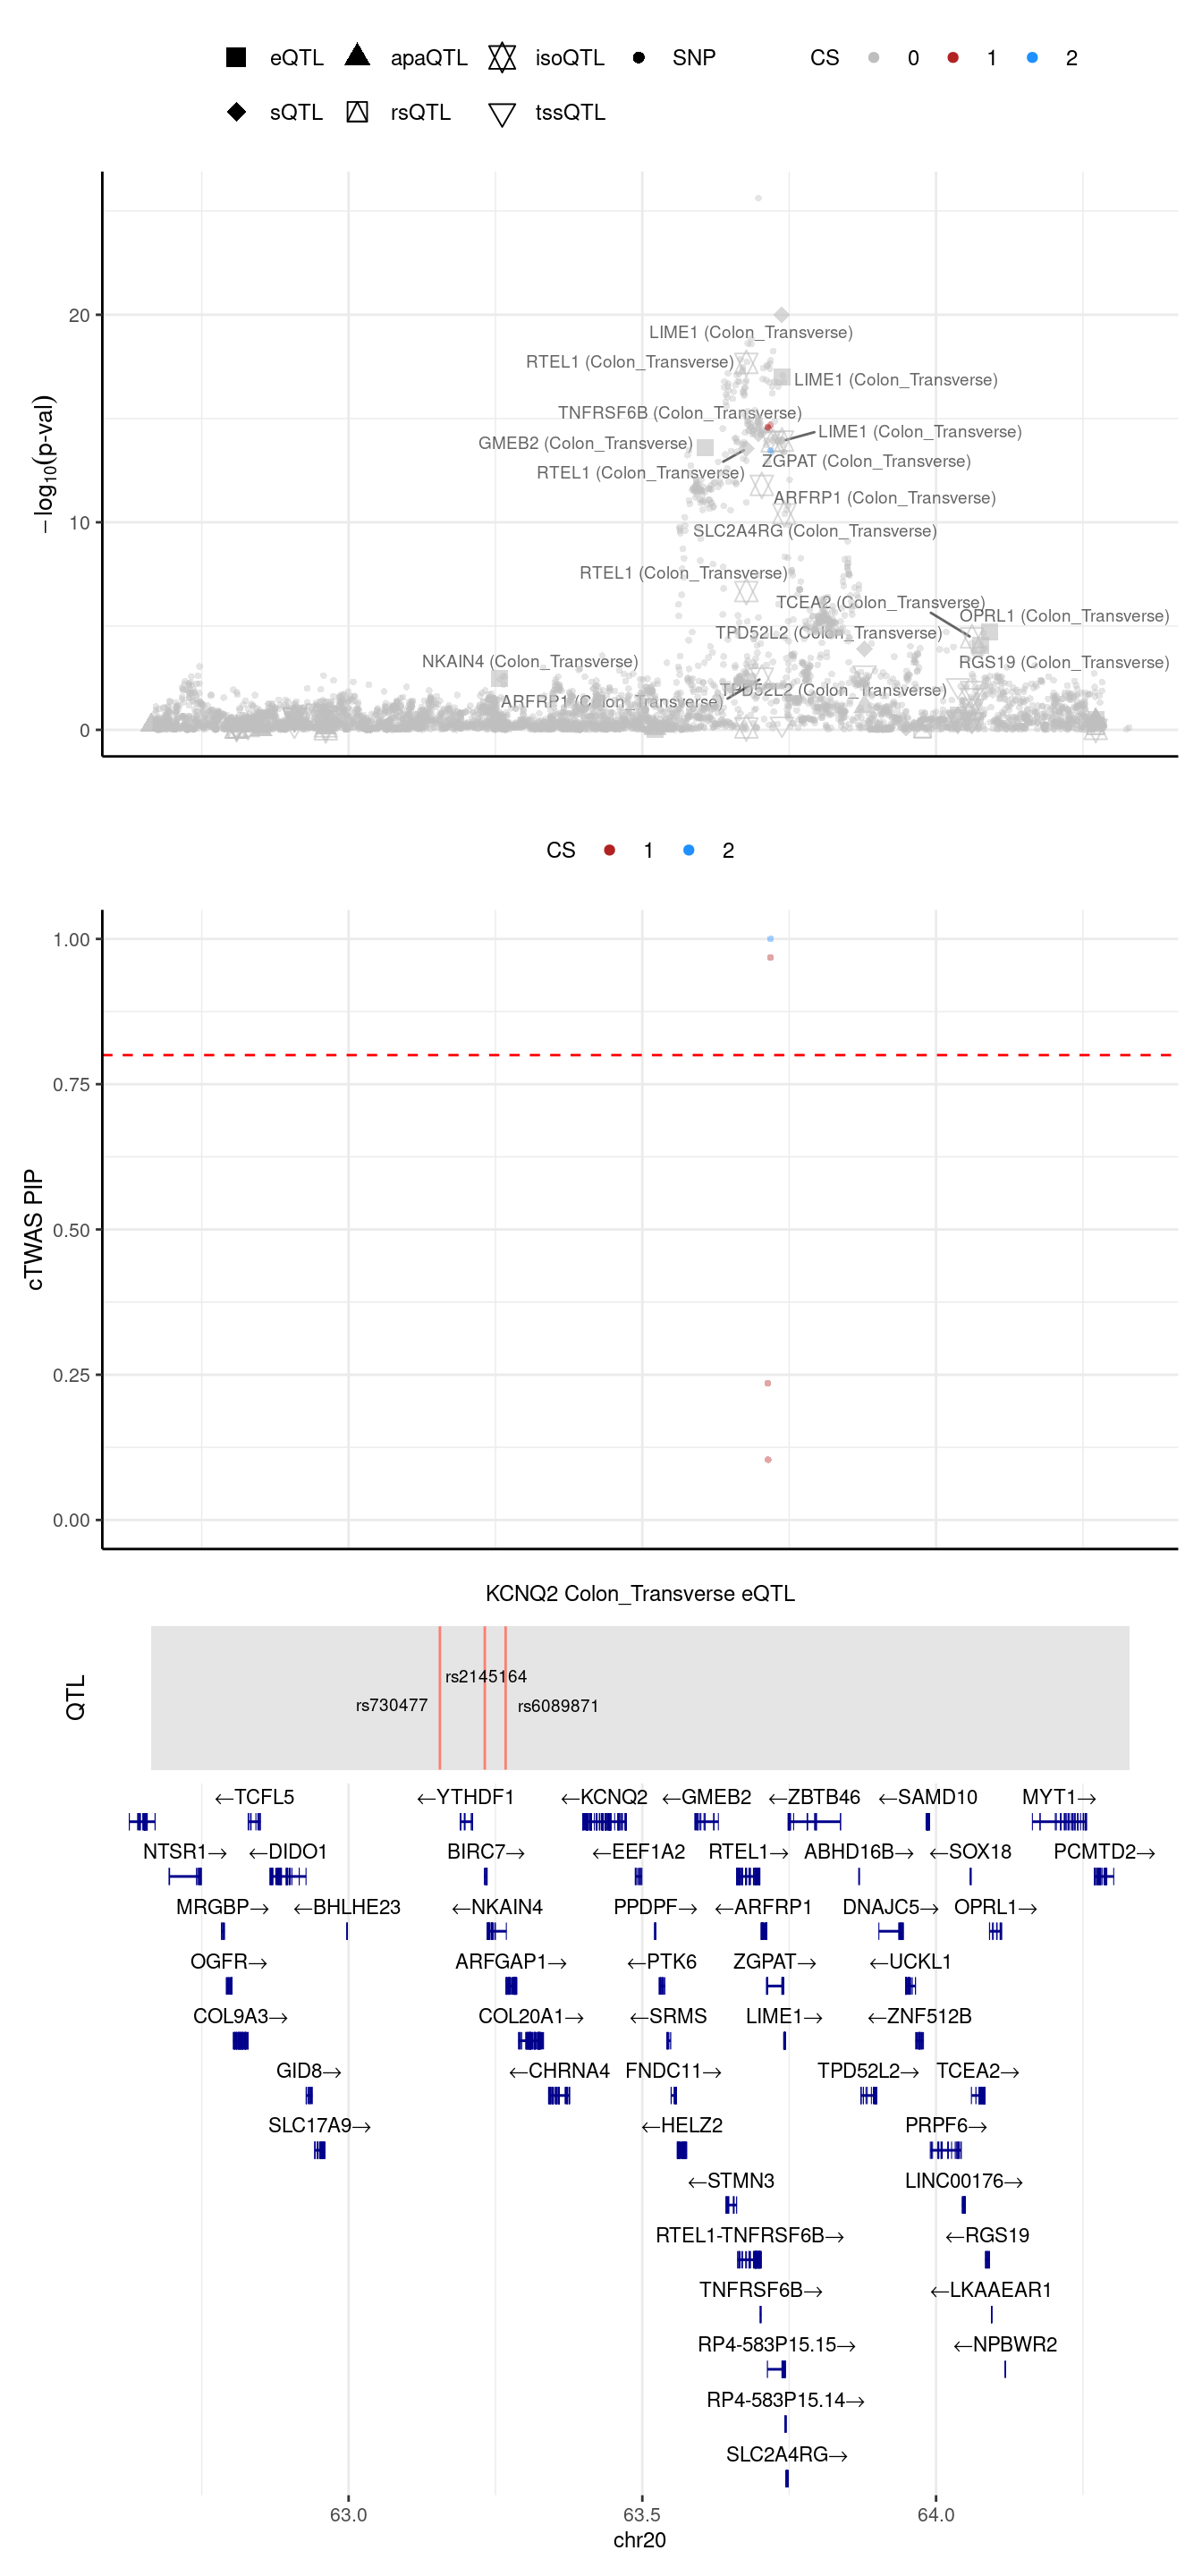 eQTL apaQTL isoQTL SNP CS 0 1 2
sQTL rsQTL tssQTL
−log10(p-val)
20
LIME1 (Colon_Transverse)
RTEL1 (Colon_Transverse)
LIME1 (Colon_Transverse)
TNFRSF6B (Colon_Transverse)
LIME1 (Colon_Transverse)
GMEB2 (Colon_Transverse)
ZGPAT (Colon_Transverse)
RTEL1 (Colon_Transverse)
ARFRP1 (Colon_Transverse)
10
SLC2A4RG (Colon_Transverse)
RTEL1 (Colon_Transverse)
TCEA2 (Colon_Transverse)
OPRL1 (Colon_Transverse)
TPD52L2 (Colon_Transverse)
NKAIN4 (Colon_Transverse)
RGS19 (Colon_Transverse)
TPD52L2 (Colon_Transverse)
ARFRP1 (Colon_Transverse)
0
CS 1 2
cTWAS PIP
1.00
0.75
0.50
0.25
0.00
KCNQ2 Colon_Transverse eQTL
QTL
rs2145164
rs730477 rs6089871
←TCFL5 ←YTHDF1 ←KCNQ2 ←GMEB2 ←ZBTB46 ←SAMD10 MYT1→
NTSR1→ ←DIDO1 BIRC7→ ←EEF1A2 RTEL1→ ABHD16B→ ←SOX18 PCMTD2→
MRGBP→ ←BHLHE23 ←NKAIN4 PPDPF→ ←ARFRP1 DNAJC5→ OPRL1→
OGFR→ ARFGAP1→ ←PTK6 ZGPAT→ ←UCKL1
COL9A3→ COL20A1→ ←SRMS LIME1→ ←ZNF512B
GID8→ ←CHRNA4 FNDC11→ TPD52L2→ TCEA2→
SLC17A9→ ←HELZ2 PRPF6→
←STMN3 LINC00176→
RTEL1-TNFRSF6B→ ←RGS19
TNFRSF6B→ ←LKAAEAR1
RP4-583P15.15→ ←NPBWR2
RP4-583P15.14→
SLC2A4RG→
63.0 63.5 64.0
chr20